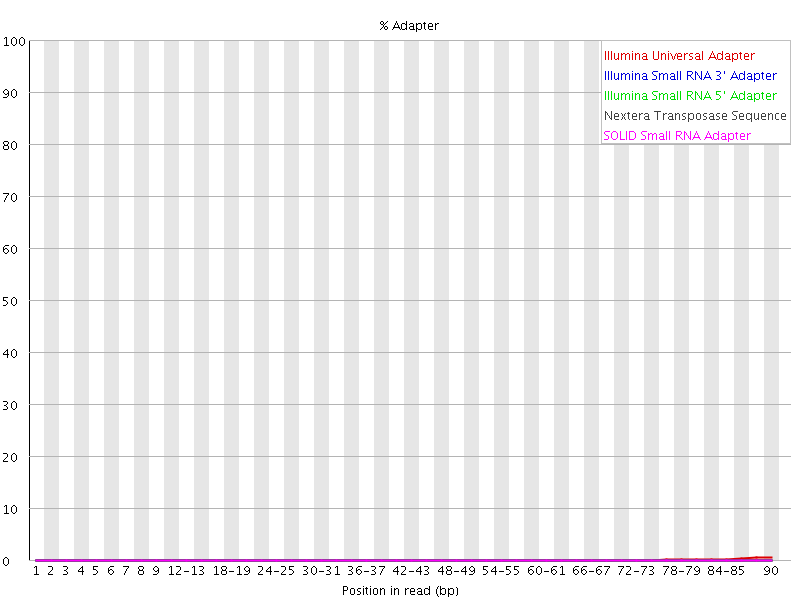 % Adapter
100
90
80
70
60
50
40
30
20
10
0
Illumina Universal Adapter
Illumina Small RNA 3' Adapter
Illumina Small RNA 5' Adapter
Nextera Transposase Sequence
SOLID Small RNA Adapter
1 2 3 4 5 6 7 8 9 12-13 18-19 24-25 30-31 36-37 42-43 48-49 54-55 60-61 66-67 72-73 78-79 84-85 90
Position in read (bp)